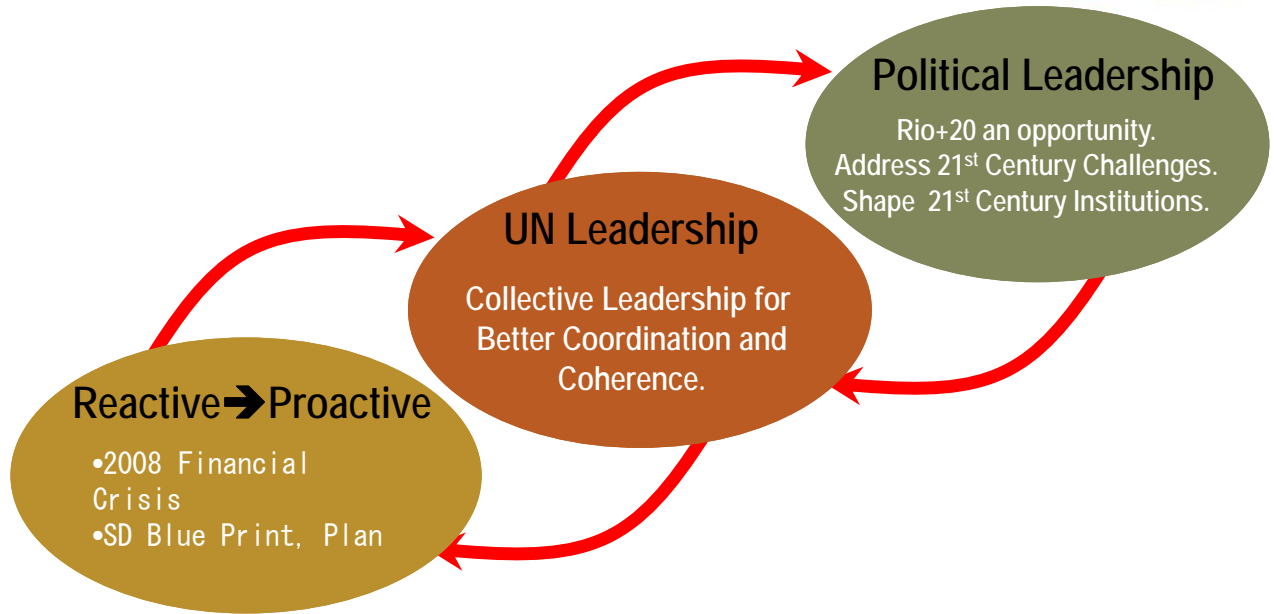 Political Leadership
Rio+20 an opportunity.
Address 21st Century Challenges.
Shape 21st Century Institutions.
UN Leadership
Collective Leadership for
Better Coordination and
Coherence.
Reactive➔Proactive
•2008 Financial
Crisis
•SD Blue Print, Plan